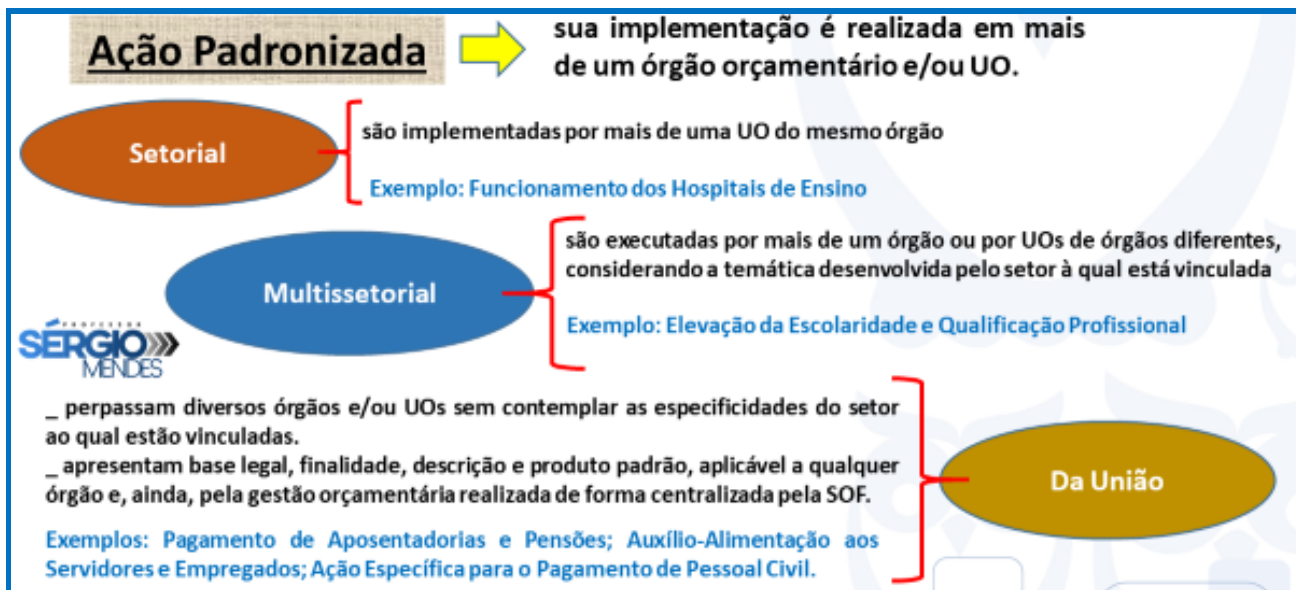 Ação Padronizada
sua implementação é realizada em mais
de um órgão orçamentário e/ou UO.
Setorial
são implementadas por mais de uma UO do mesmo órgão
Exemplo: Funcionamento dos Hospitais de Ensino
Multissetorial
são executadas por mais de um órgão ou por UOs de órgãos diferentes,
considerando a temática desenvolvida pelo setor à qual está vinculada
Exemplo: Elevação da Escolaridade e Qualificação Profissional
PROFESSOR
SÉRGIO
MENDES
_ perpassam diversos órgãos e/ou UOs sem contemplar as especificidades do setor
ao qual estão vinculadas.
_ apresentam base legal, finalidade, descrição e produto padrão, aplicável a qualquer
órgão e, ainda, pela gestão orçamentária realizada de forma centralizada pela SOF.
Exemplos: Pagamento de Aposentadorias e Pensões; Auxílio-Alimentação aos
Servidores e Empregados; Ação Específica para o Pagamento de Pessoal Civil.
Da União